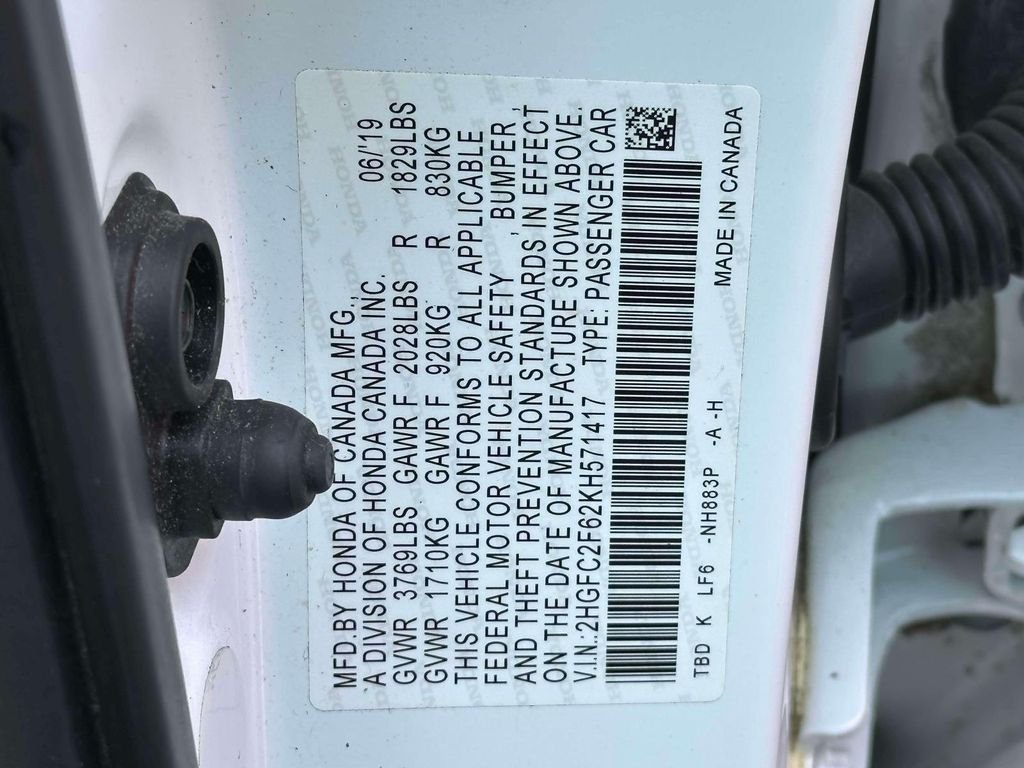 MFD.BY HONDA OF CANADA MFG.,
A DIVISION OF HONDA CANADA INC. 06/'19
GVWR 3769LBS GAWR F 2028LBS R 1829LBS
GVWR 1710KG GAWR F 920KG R 830KG
THIS VEHICLE CONFORMS TO ALL APPLICABLE
FEDERAL MOTOR VEHICLE SAFETY , BUMPER ,
AND THEFT PREVENTION STANDARDS IN EFFECT
ON THE DATE OF MANUFACTURE SHOWN ABOVE.
V.I.N.:2HGFC2F62KH571417 TYPE: PASSENGER CAR
TBD K LF6 -NH883P -A -H
MADE IN CANADA